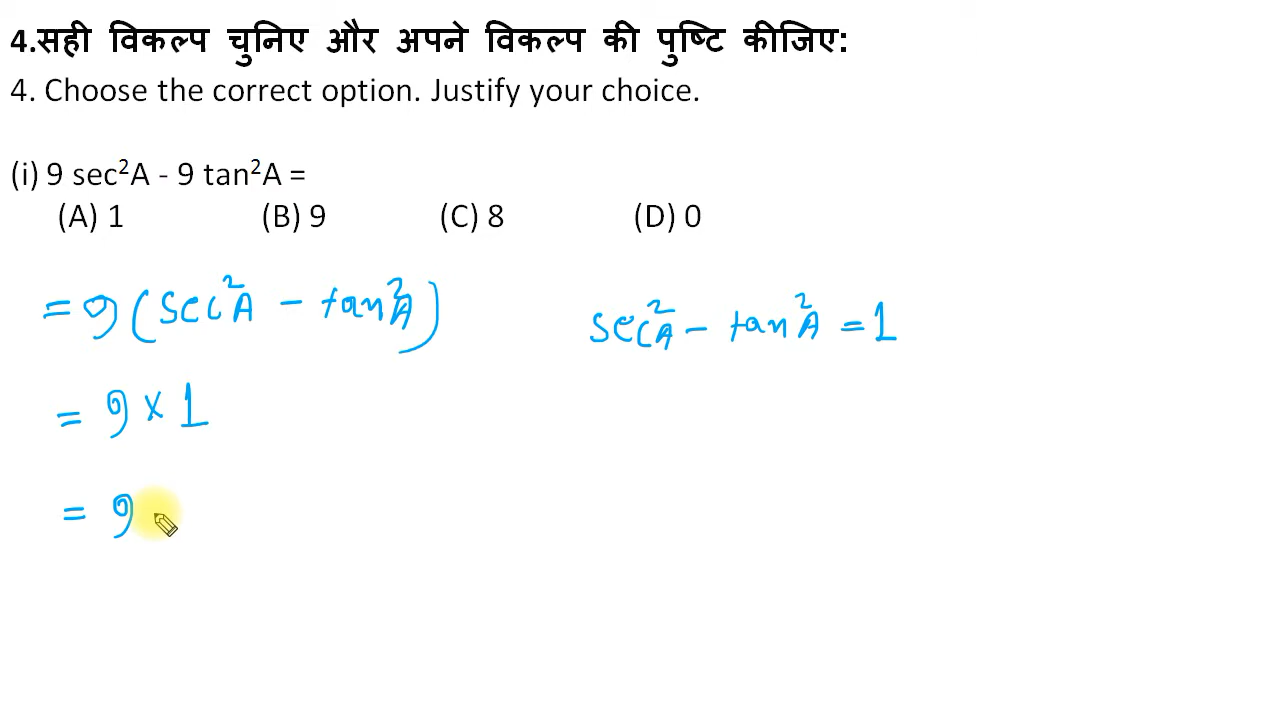 4.सही विकल्प चुनिए और अपने विकल्प की पुष्टि कीजिए:
4. Choose the correct option. Justify your choice.
(i) 9 sec²A - 9 tan²A =
(A) 1 (B) 9 (C) 8 (D) 0
= 9 (sec²A - tan²A)
sec²A - tan²A = 1
= 9 × 1
= 9